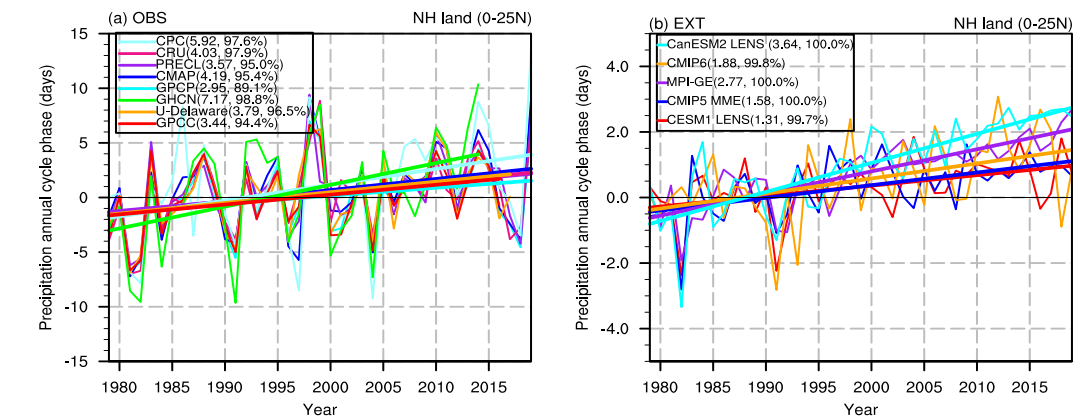 (a) OBS NH land (0-25N)
Precipitation annual cycle phase (days)
15
10
5
0
-5
-10
-15
CPC(5.92, 97.6%)
CRU(4.03, 97.9%)
PRECL(3.57, 95.0%)
CMAP(4.19, 95.4%)
GPCP(2.95, 89.1%)
GHCN(7.17, 98.8%)
U-Delaware(3.79, 96.5%)
GPCC(3.44, 94.4%)
1980 1985 1990 1995 2000 2005 2010 2015
Year
(b) EXT NH land (0-25N)
Precipitation annual cycle phase (days)
4.0
2.0
0.0
-2.0
-4.0
CanESM2 LENS (3.64, 100.0%)
CMIP6(1.88, 99.8%)
MPI-GE(2.77, 100.0%)
CMIP5 MME(1.58, 100.0%)
CESM1 LENS(1.31, 99.7%)
1980 1985 1990 1995 2000 2005 2010 2015
Year